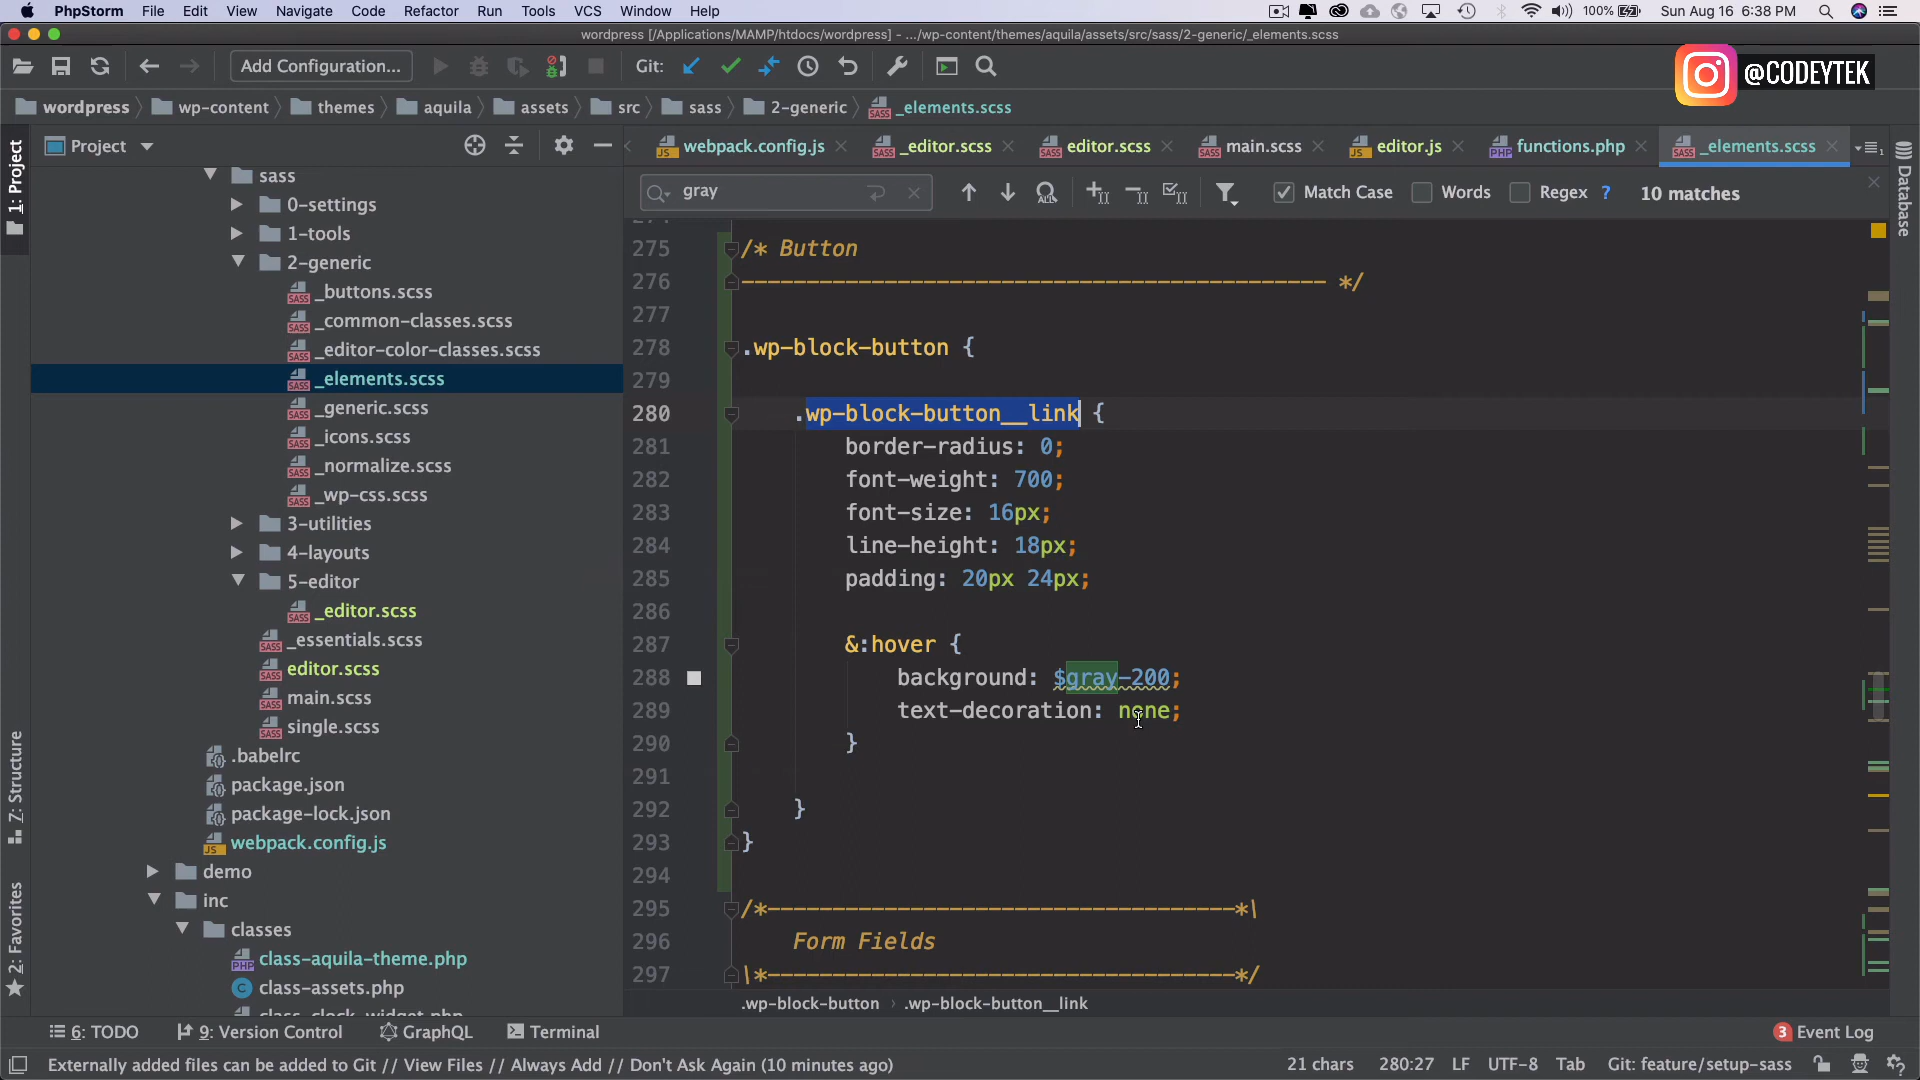 PhpStorm File Edit View Navigate Code Refactor Run Tools VCS Window Help 100% Sun Aug 16 6:38 PM
wordpress [/Applications/MAMP/htdocs/wordpress] - .../wp-content/themes/aquila/assets/src/sass/2-generic/_elements.scss
Add Configuration... Git:
@CODEYTEK
wordpress wp-content themes aquila assets src sass 2-generic _elements.scss
Project
webpack.config.js _editor.scss editor.scss main.scss editor.js functions.php _elements.scss
gray Match Case Words Regex ? 10 matches
1: Project
Z: Structure
2: Favorites
Database
sass
0-settings
1-tools
2-generic
_buttons.scss
_common-classes.scss
_editor-color-classes.scss
_elements.scss
_generic.scss
_icons.scss
_normalize.scss
_wp-css.scss
3-utilities
4-layouts
5-editor
_editor.scss
_essentials.scss
editor.scss
main.scss
single.scss
.babelrc
package.json
package-lock.json
webpack.config.js
demo
inc
classes
class-aquila-theme.php
class-assets.php
class-clock_widget.php
275 /* Button
276 --------------------------------------------- */
277
278 .wp-block-button {
279
280 .wp-block-button__link {
281 border-radius: 0;
282 font-weight: 700;
283 font-size: 16px;
284 line-height: 18px;
285 padding: 20px 24px;
286
287 &:hover {
288 background: $gray-200;
289 text-decoration: none;
290 }
291
292 }
293 }
294
295 /*------------------------------------*\
296 Form Fields
297 \*------------------------------------*/
.wp-block-button › .wp-block-button__link
6: TODO 9: Version Control GraphQL Terminal 3 Event Log
Externally added files can be added to Git // View Files // Always Add // Don't Ask Again (10 minutes ago) 21 chars 280:27 LF UTF-8 Tab Git: feature/setup-sass